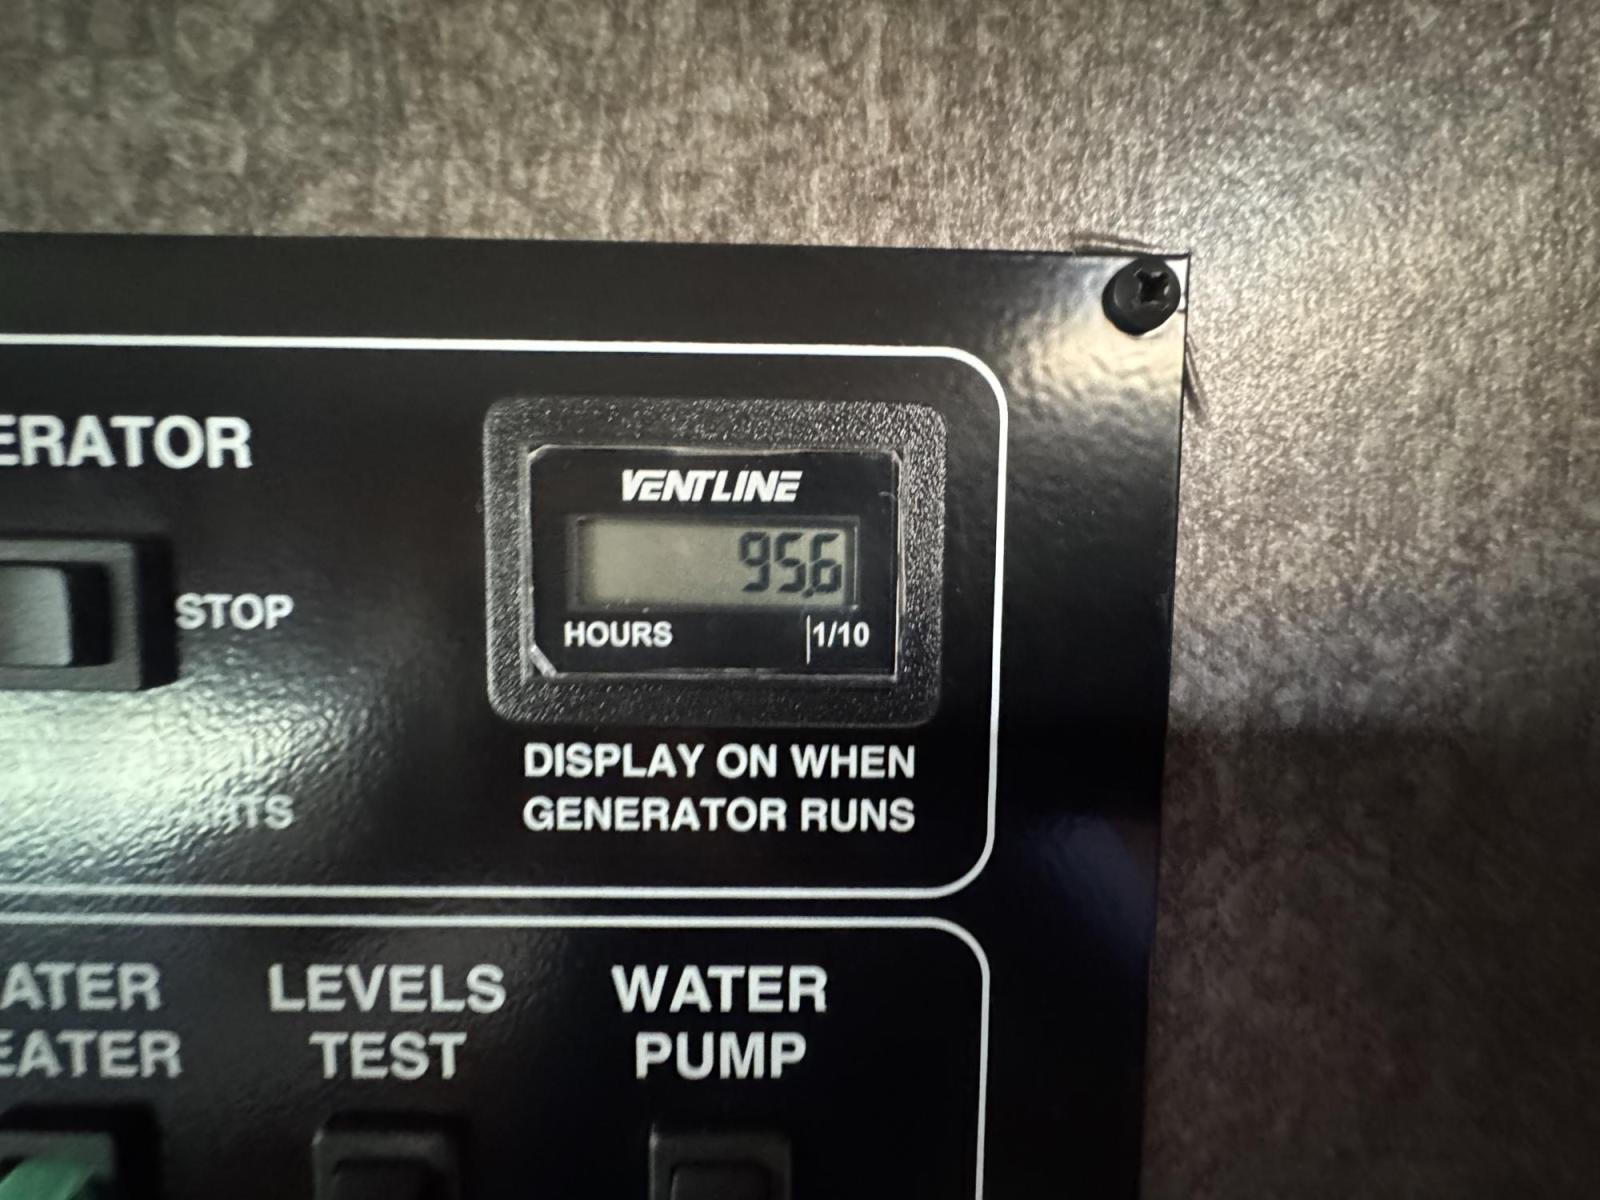 ERATOR
VENTLINE
95.6
STOP
HOURS 1/10
DISPLAY ON WHEN
GENERATOR RUNS
ATER
EATER
LEVELS
TEST
WATER
PUMP